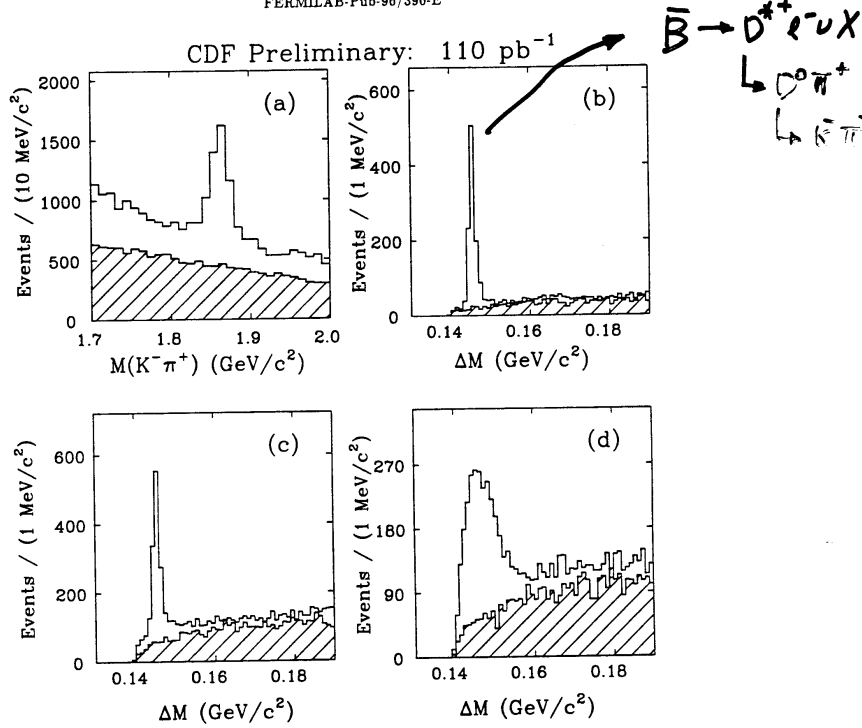 FERMILAB-Pub-96/390-E
CDF Preliminary: 110 pb⁻¹
B̄ → D*⁺ ℓ⁻ ν X
↳ D⁰ π⁺
↳ K⁻ π
(a)
Events / (10 MeV/c²)
2000
1500
1000
500
0
1.7 1.8 1.9 2.0
M(K⁻π⁺) (GeV/c²)
(b)
Events / (1 MeV/c²)
600
400
200
0
0.14 0.16 0.18
ΔM (GeV/c²)
(c)
Events / (1 MeV/c²)
600
400
200
0
0.14 0.16 0.18
ΔM (GeV/c²)
(d)
Events / (1 MeV/c²)
270
180
90
0
0.14 0.16 0.18
ΔM (GeV/c²)